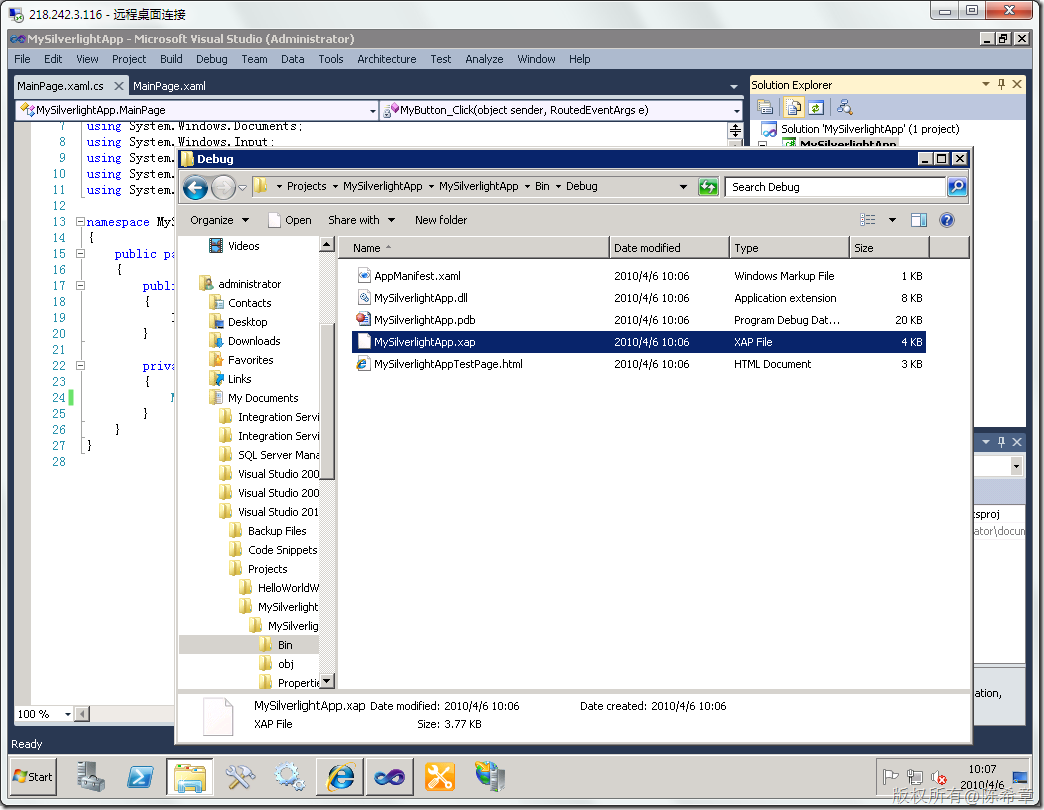 218.242.3.116 - 远程桌面连接
MySilverlightApp - Microsoft Visual Studio (Administrator)
File Edit View Project Build Debug Team Data Tools Architecture Test Analyze Window Help
MainPage.xaml.cs MainPage.xaml
MySilverlightApp.MainPage MyButton_Click(object sender, RoutedEventArgs e)
Solution Explorer
Solution 'MySilverlightApp' (1 project)
MySilverlightApp
7 using System.Windows.Documents;
8 using System.Windows.Input;
9 using System.
10 using System.
11 using System.
12
13 namespace MyS
14 {
15 public pa
16 {
17 publi
18 {
19
20 }
21
22 priva
23 {
24
25 }
26 }
27 }
28
100 %
Ready
Debug
Projects MySilverlightApp MySilverlightApp Bin Debug
Search Debug
Organize Open Share with New folder
Videos
administrator
Contacts
Desktop
Downloads
Favorites
Links
My Documents
Integration Servi
Integration Servi
SQL Server Mana
Visual Studio 200
Visual Studio 200
Visual Studio 201
Backup Files
Code Snippets
Projects
HelloWorldW
MySilverlight
MySilverlig
Bin
obj
Propertie
Name Date modified Type Size
AppManifest.xaml 2010/4/6 10:06 Windows Markup File 1 KB
MySilverlightApp.dll 2010/4/6 10:06 Application extension 8 KB
MySilverlightApp.pdb 2010/4/6 10:06 Program Debug Dat... 20 KB
MySilverlightApp.xap 2010/4/6 10:06 XAP File 4 KB
MySilverlightAppTestPage.html 2010/4/6 10:06 HTML Document 3 KB
MySilverlightApp.xap Date modified: 2010/4/6 10:06 Date created: 2010/4/6 10:06
XAP File Size: 3.77 KB
sproj
ator\docun
ation,
Start
10:07
2010/4/6
版权所有@陈希章